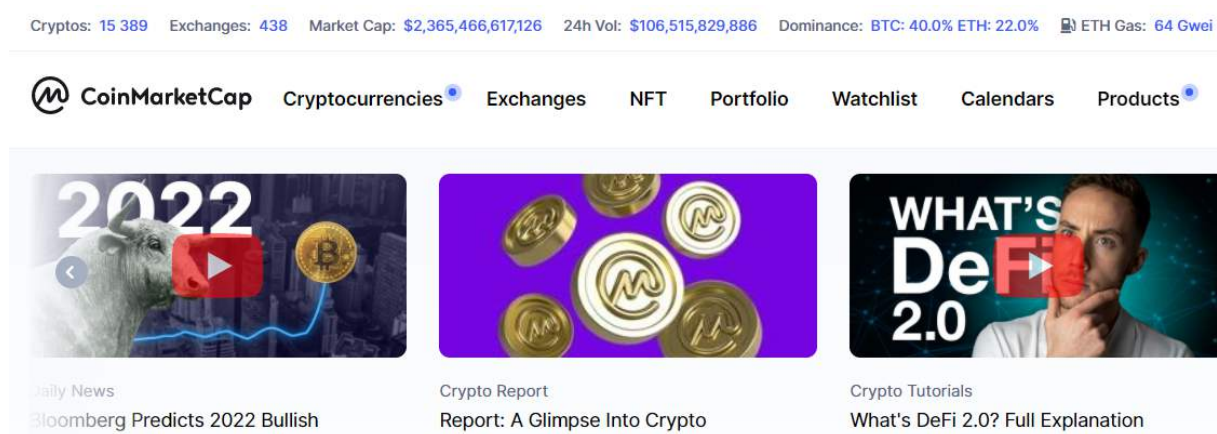 Cryptos: 15 389 Exchanges: 438 Market Cap: $2,365,466,617,126 24h Vol: $106,515,829,886 Dominance: BTC: 40.0% ETH: 22.0% ETH Gas: 64 Gwei
CoinMarketCap Cryptocurrencies Exchanges NFT Portfolio Watchlist Calendars Products
2022
WHAT'S
DeFi
2.0
Daily News
Bloomberg Predicts 2022 Bullish
Crypto Report
Report: A Glimpse Into Crypto
Crypto Tutorials
What's DeFi 2.0? Full Explanation